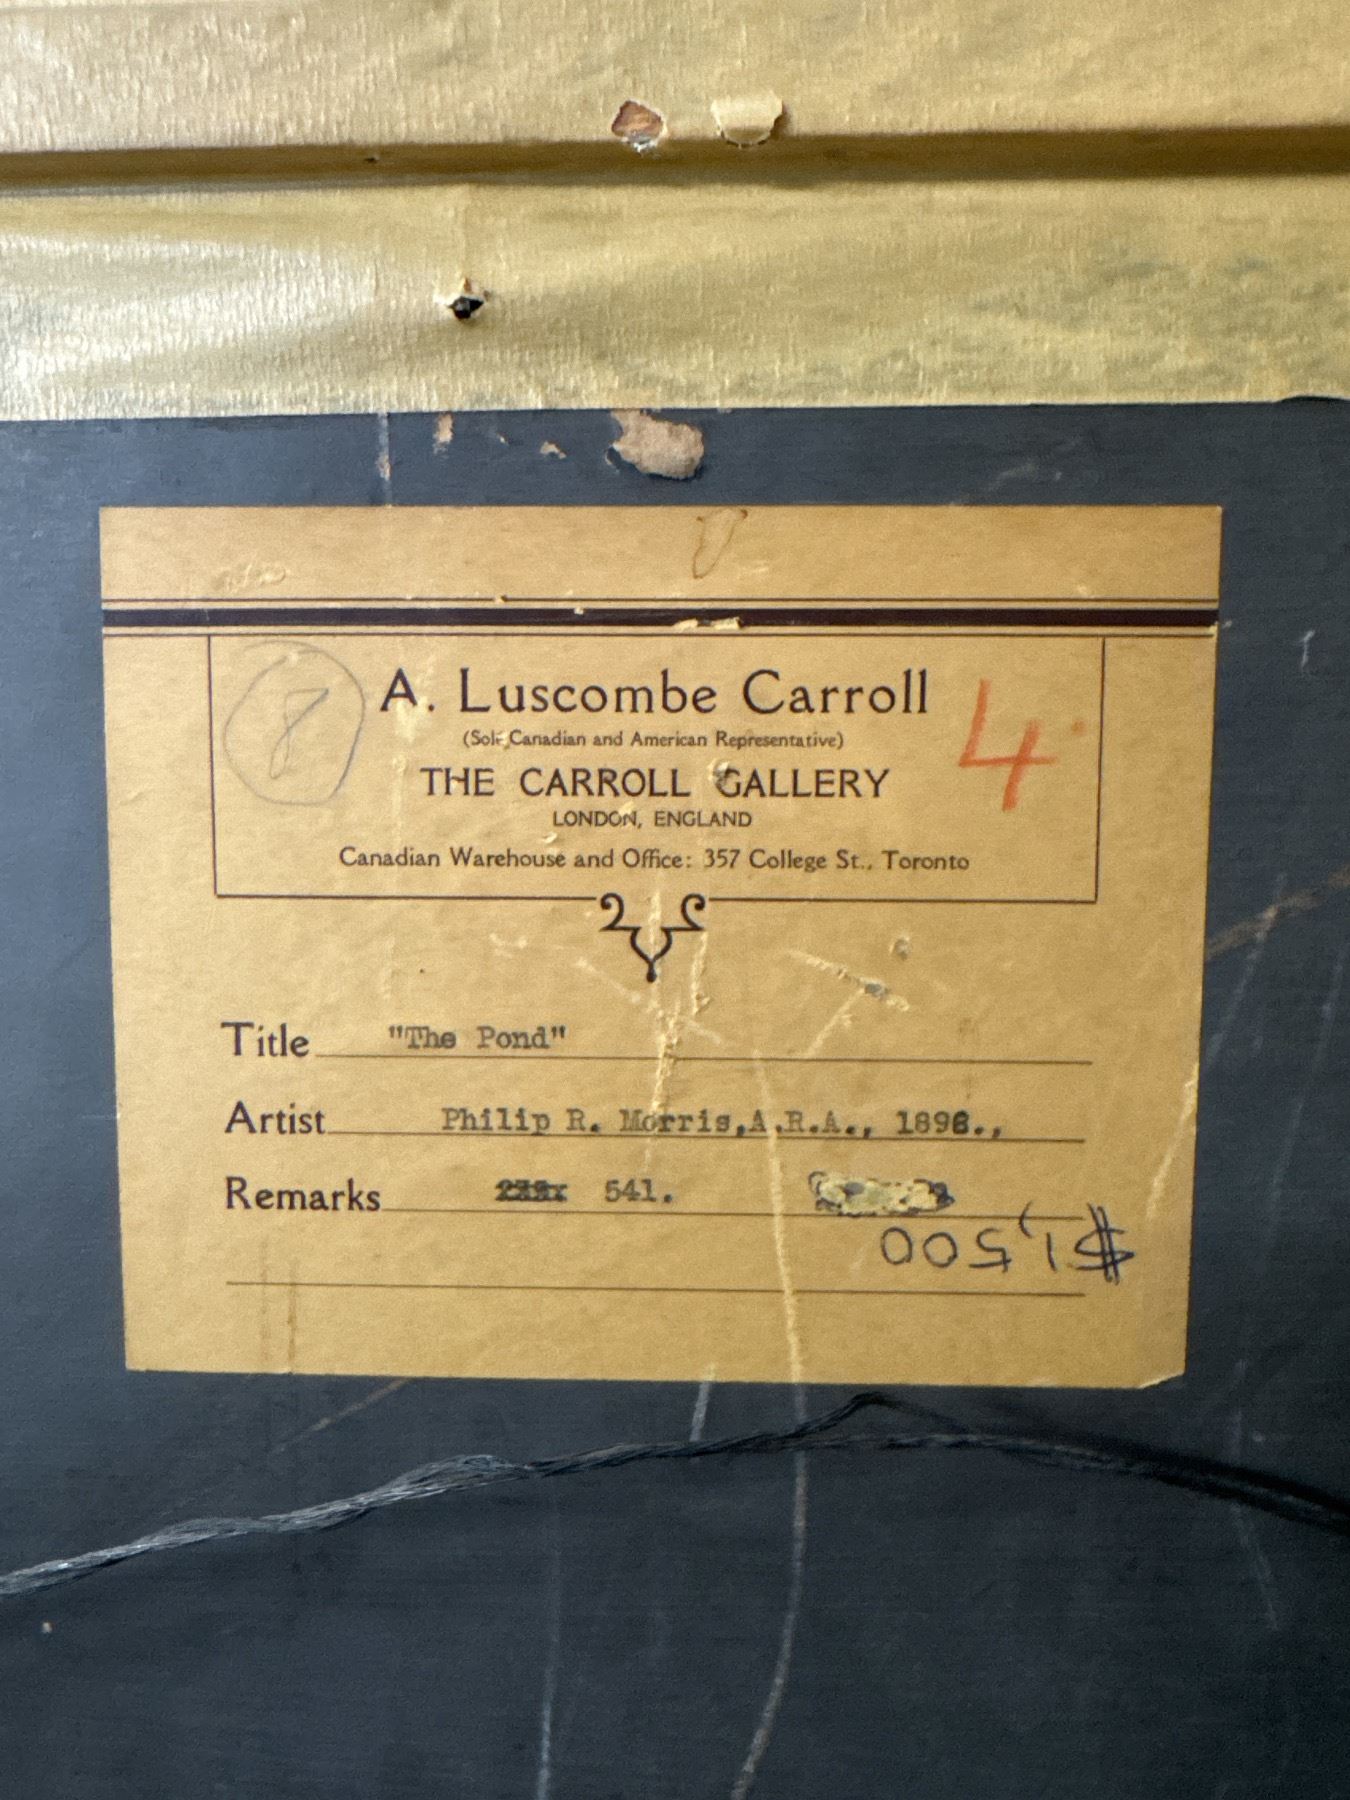 8
A. Luscombe Carroll
4.
(Sole Canadian and American Representative)
THE CARROLL GALLERY
LONDON, ENGLAND
Canadian Warehouse and Office: 357 College St., Toronto
Title "The Pond"
Artist Philip R. Morris,A.R.A., 1898.,
Remarks 541.
$1,500